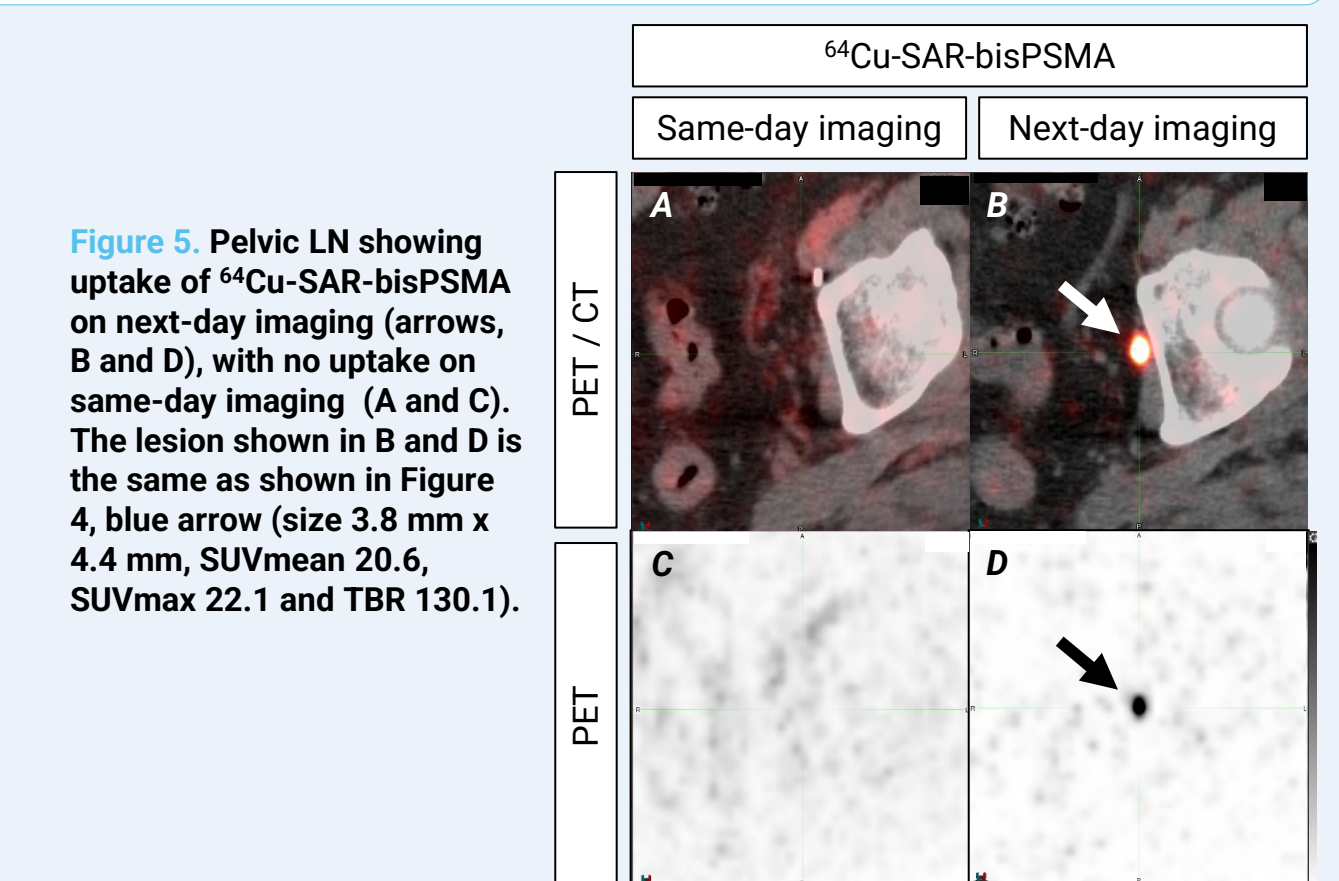 ⁶⁴Cu-SAR-bisPSMA
Same-day imaging
Next-day imaging
Figure 5. Pelvic LN showing
uptake of ⁶⁴Cu-SAR-bisPSMA
on next-day imaging (arrows,
B and D), with no uptake on
same-day imaging (A and C).
The lesion shown in B and D is
the same as shown in Figure
4, blue arrow (size 3.8 mm x
4.4 mm, SUVmean 20.6,
SUVmax 22.1 and TBR 130.1).
PET / CT
A
A
R
L
B
A
R
P
PET
C
A
R
D
A
R
L